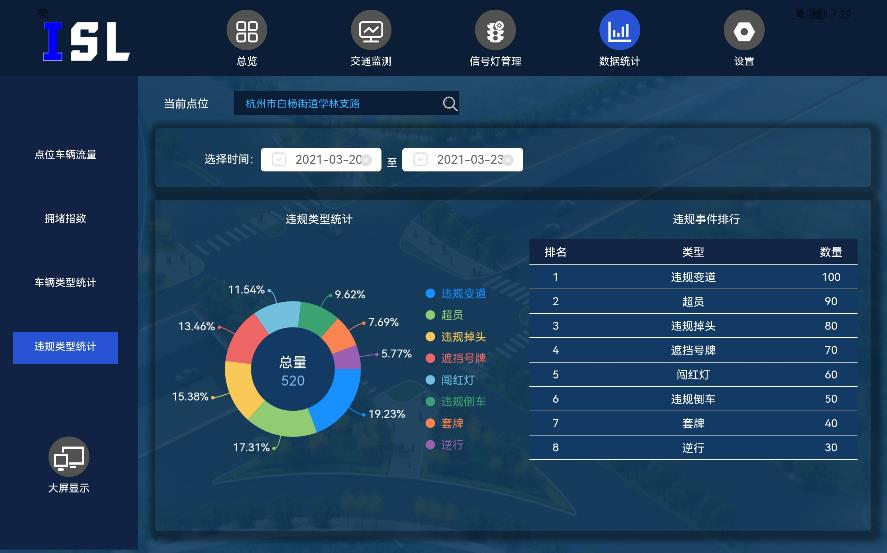 7:29
ISL
总览
交通监测
信号灯管理
数据统计
设置
当前点位
杭州市白杨街道学林支路
点位车辆流量
拥堵指数
车辆类型统计
违规类型统计
大屏显示
选择时间:
2021-03-20
至
2021-03-23
违规类型统计
11.54%
9.62%
7.69%
5.77%
19.23%
17.31%
15.38%
13.46%
总量
520
违规变道
超员
违规掉头
遮挡号牌
闯红灯
违规倒车
套牌
逆行
违规事件排行
排名 类型 数量
1 违规变道 100
2 超员 90
3 违规掉头 80
4 遮挡号牌 70
5 闯红灯 60
6 违规倒车 50
7 套牌 40
8 逆行 30